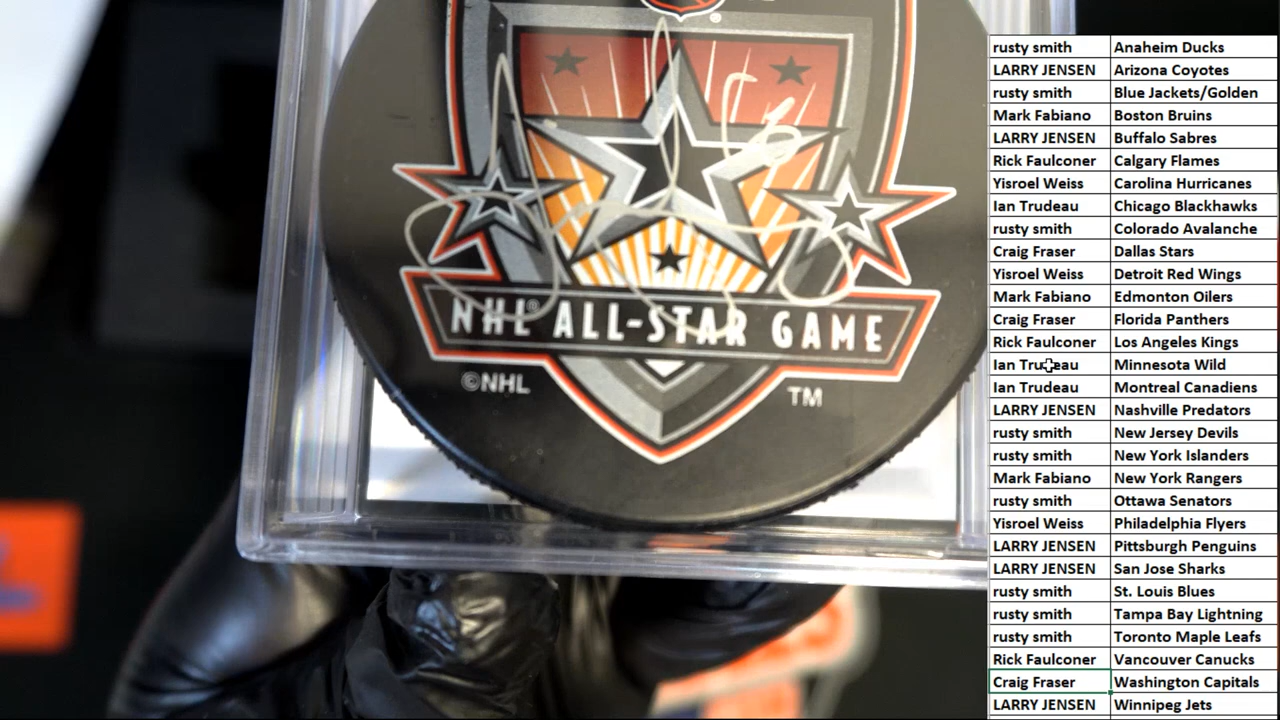 NHL® ALL-STAR GAME
©NHL
TM
rusty smith Anaheim Ducks
LARRY JENSEN Arizona Coyotes
rusty smith Blue Jackets/Golden
Mark Fabiano Boston Bruins
LARRY JENSEN Buffalo Sabres
Rick Faulconer Calgary Flames
Yisroel Weiss Carolina Hurricanes
Ian Trudeau Chicago Blackhawks
rusty smith Colorado Avalanche
Craig Fraser Dallas Stars
Yisroel Weiss Detroit Red Wings
Mark Fabiano Edmonton Oilers
Craig Fraser Florida Panthers
Rick Faulconer Los Angeles Kings
Ian Trudeau Minnesota Wild
Ian Trudeau Montreal Canadiens
LARRY JENSEN Nashville Predators
rusty smith New Jersey Devils
rusty smith New York Islanders
Mark Fabiano New York Rangers
rusty smith Ottawa Senators
Yisroel Weiss Philadelphia Flyers
LARRY JENSEN Pittsburgh Penguins
LARRY JENSEN San Jose Sharks
rusty smith St. Louis Blues
rusty smith Tampa Bay Lightning
rusty smith Toronto Maple Leafs
Rick Faulconer Vancouver Canucks
Craig Fraser Washington Capitals
LARRY JENSEN Winnipeg Jets